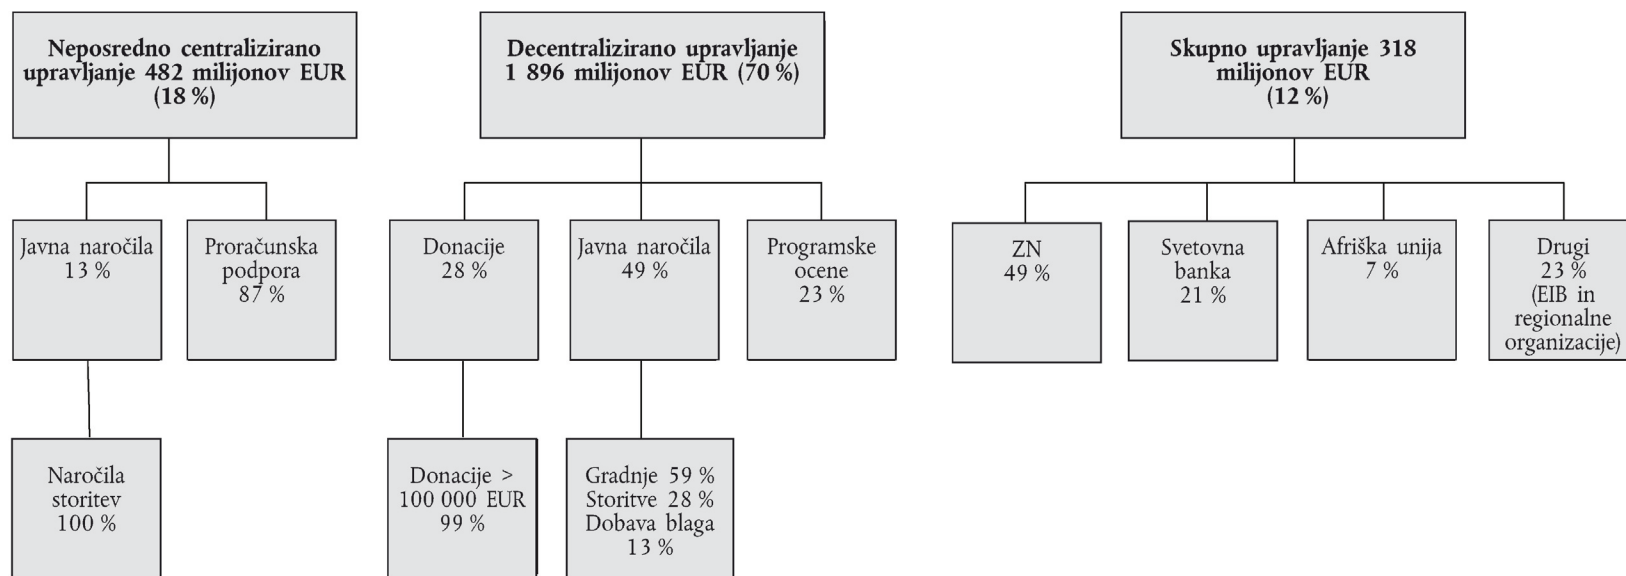 Neposredno centralizirano
upravljanje 482 milijonov EUR
(18 %)
Decentralizirano upravljanje
1 896 milijonov EUR (70 %)
Skupno upravljanje 318
milijonov EUR
(12 %)
Javna naročila
13 %
Proračunska
podpora
87 %
Donacije
28 %
Javna naročila
49 %
Programske
ocene
23 %
ZN
49 %
Svetovna
banka
21 %
Afriška unija
7 %
Drugi
23 %
(EIB in
regionalne
organizacije)
Naročila
storitev
100 %
Donacije >
100 000 EUR
99 %
Gradnje 59 %
Storitve 28 %
Dobava blaga
13 %